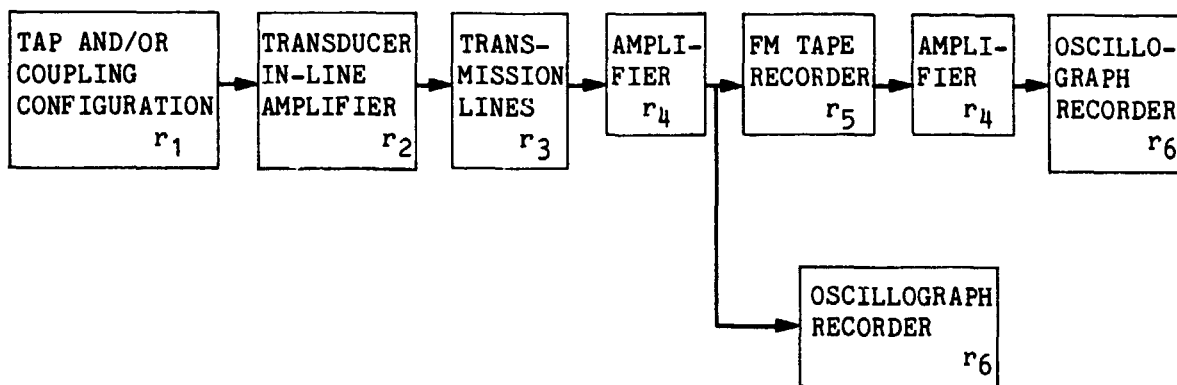 TAP AND/OR
COUPLING
CONFIGURATION
r1
TRANSDUCER
IN-LINE
AMPLIFIER
r2
TRANS-
MISSION
LINES
r3
AMPLI-
FIER
r4
FM TAPE
RECORDER
r5
AMPLI-
FIER
r4
OSCILLO-
GRAPH
RECORDER
r6
OSCILLOGRAPH
RECORDER
r6